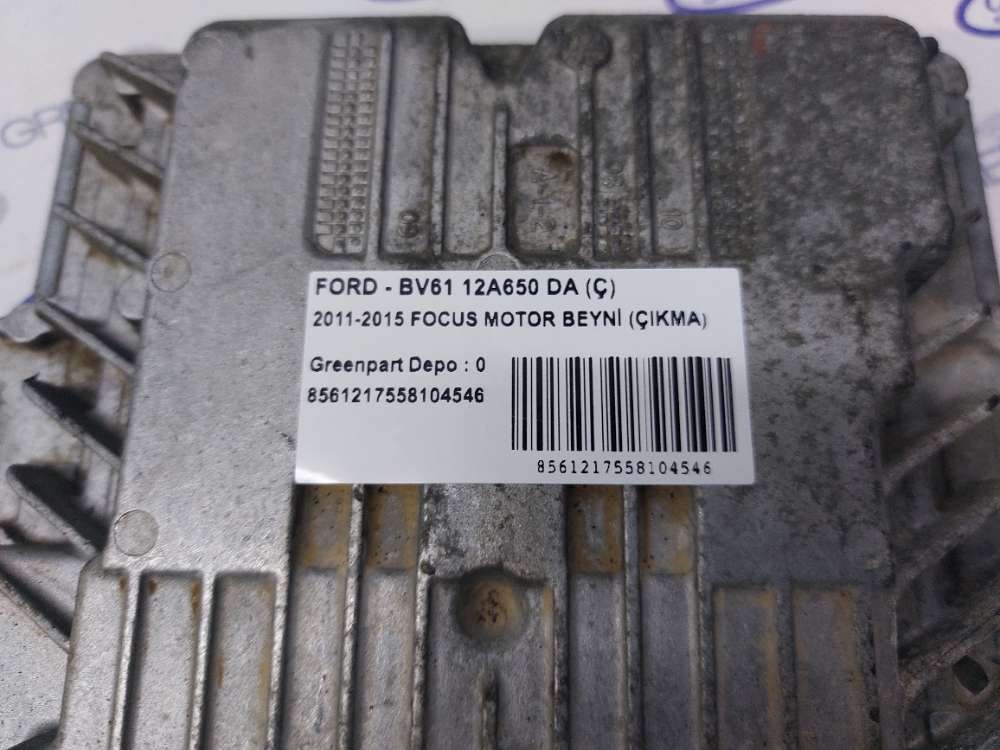 FORD - BV61 12A650 DA (Ç)
2011-2015 FOCUS MOTOR BEYNİ (ÇIKMA)
Greenpart Depo : 0
8561217558104546
8561217558104546